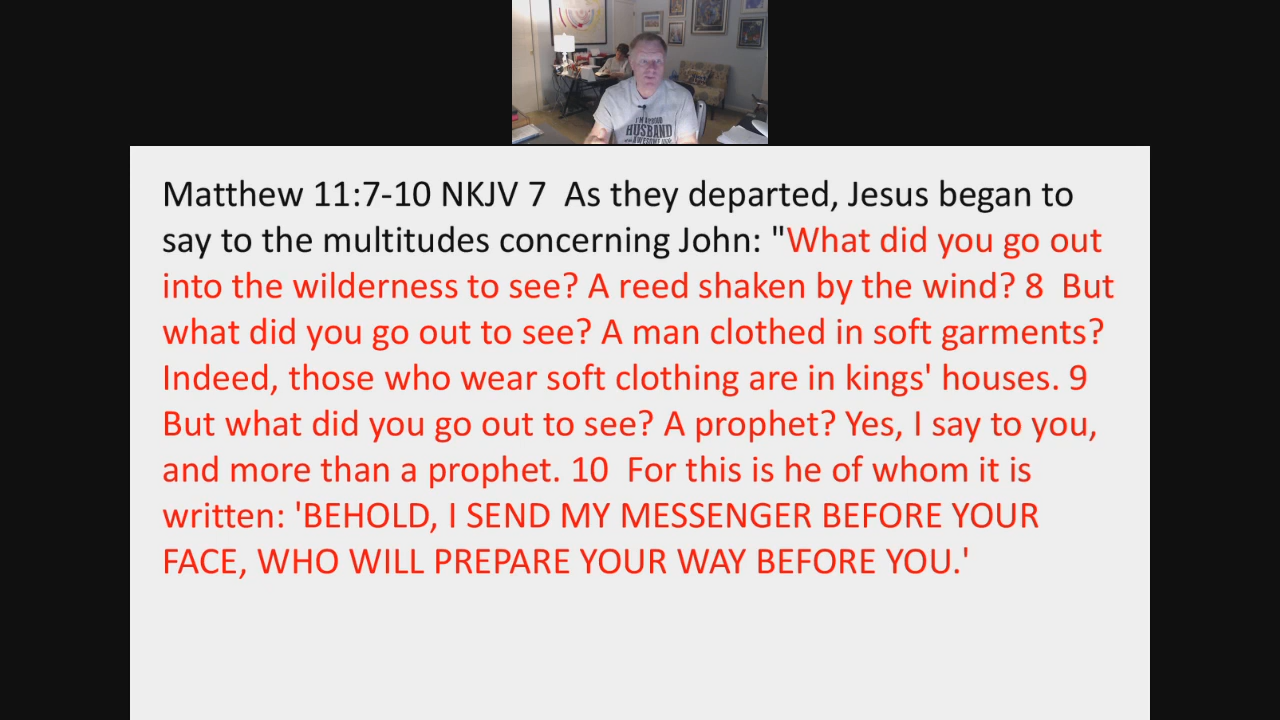 I'M A PROUD
HUSBAND
Matthew 11:7-10 NKJV 7  As they departed, Jesus began to
say to the multitudes concerning John: "What did you go out
into the wilderness to see? A reed shaken by the wind? 8  But
what did you go out to see? A man clothed in soft garments?
Indeed, those who wear soft clothing are in kings' houses. 9
But what did you go out to see? A prophet? Yes, I say to you,
and more than a prophet. 10  For this is he of whom it is
written: 'BEHOLD, I SEND MY MESSENGER BEFORE YOUR
FACE, WHO WILL PREPARE YOUR WAY BEFORE YOU.'